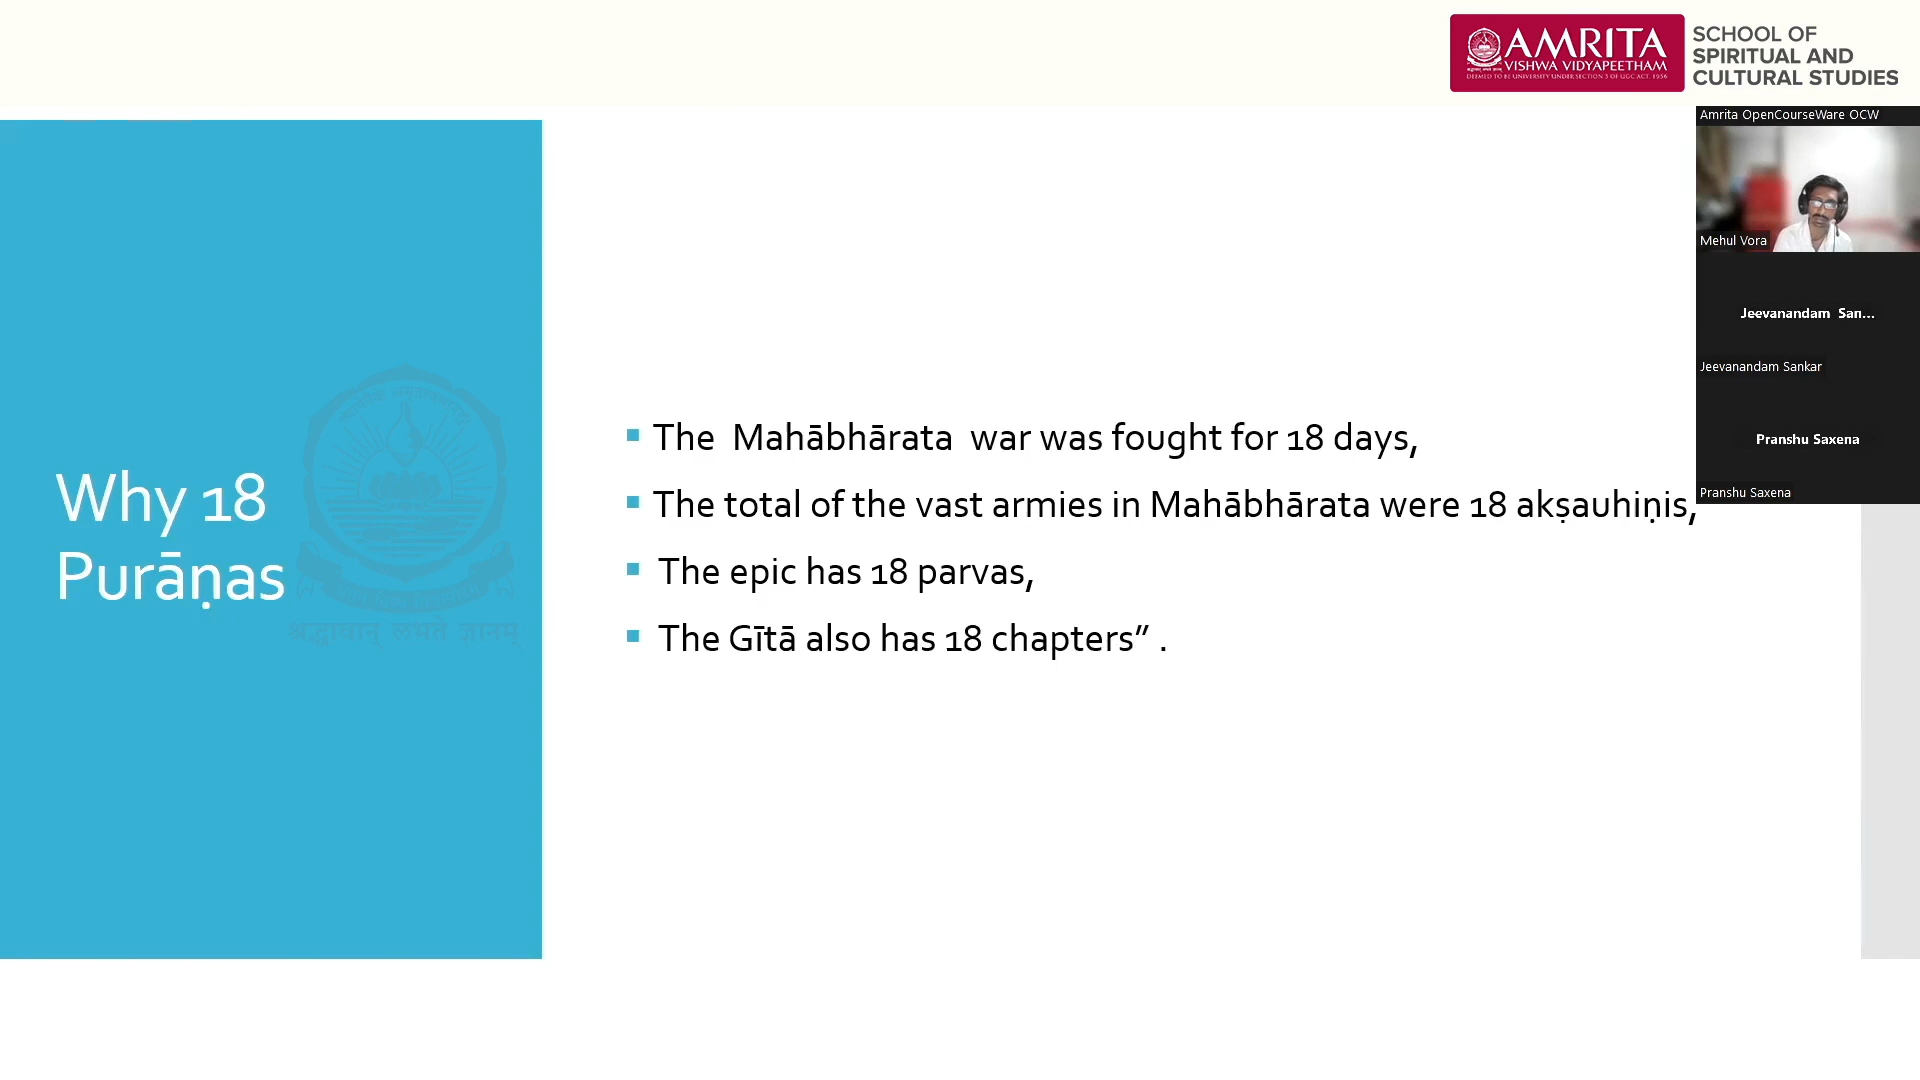 AMRITA
VISHWA VIDYAPEETHAM
DEEMED TO BE UNIVERSITY UNDER SECTION 3 OF UGC ACT, 1956
SCHOOL OF
SPIRITUAL AND
CULTURAL STUDIES
Amrita OpenCourseWare OCW
Mehul Vora
Jeevanandam San...
Jeevanandam Sankar
Pranshu Saxena
Pranshu Saxena
Why 18
Purāṇas
श्रद्धावान् लभते ज्ञानम्
▪ The Mahābhārata war was fought for 18 days,
▪ The total of the vast armies in Mahābhārata were 18 akṣauhiṇis,
▪ The epic has 18 parvas,
▪ The Gītā also has 18 chapters” .